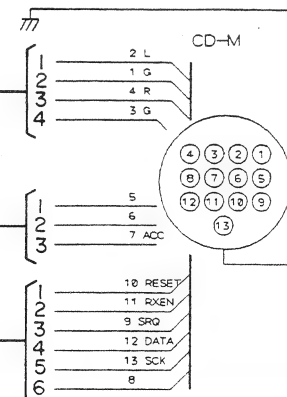 CD-M
1 2 L
2 1 G
3 4 R
4 3 G
4 3 2 1
8 7 6 5
12 11 10 9
13
1 5
2 6
3 7 ACC
1 10 RESET
2 11 RXEN
3 9 SRQ
4 12 DATA
5 13 SCK
6 8